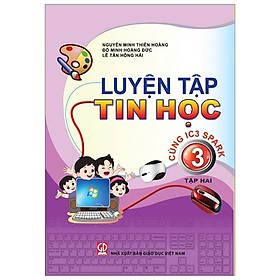 NGUYỄN MINH THIÊN HOÀNG
ĐỖ MINH HOÀNG ĐỨC
LÊ TẤN HỒNG HẢI
LUYỆN TẬP
TIN HỌC
CÙNG IC3 SPARK
3
TẬP HAI
NHÀ XUẤT BẢN GIÁO DỤC VIỆT NAM